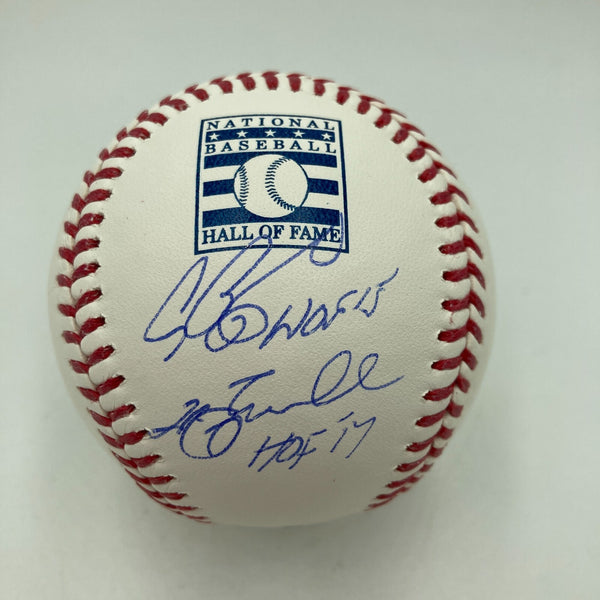 NATIONAL
BASEBALL
HALL OF FAME
HOF 15
HOF '17